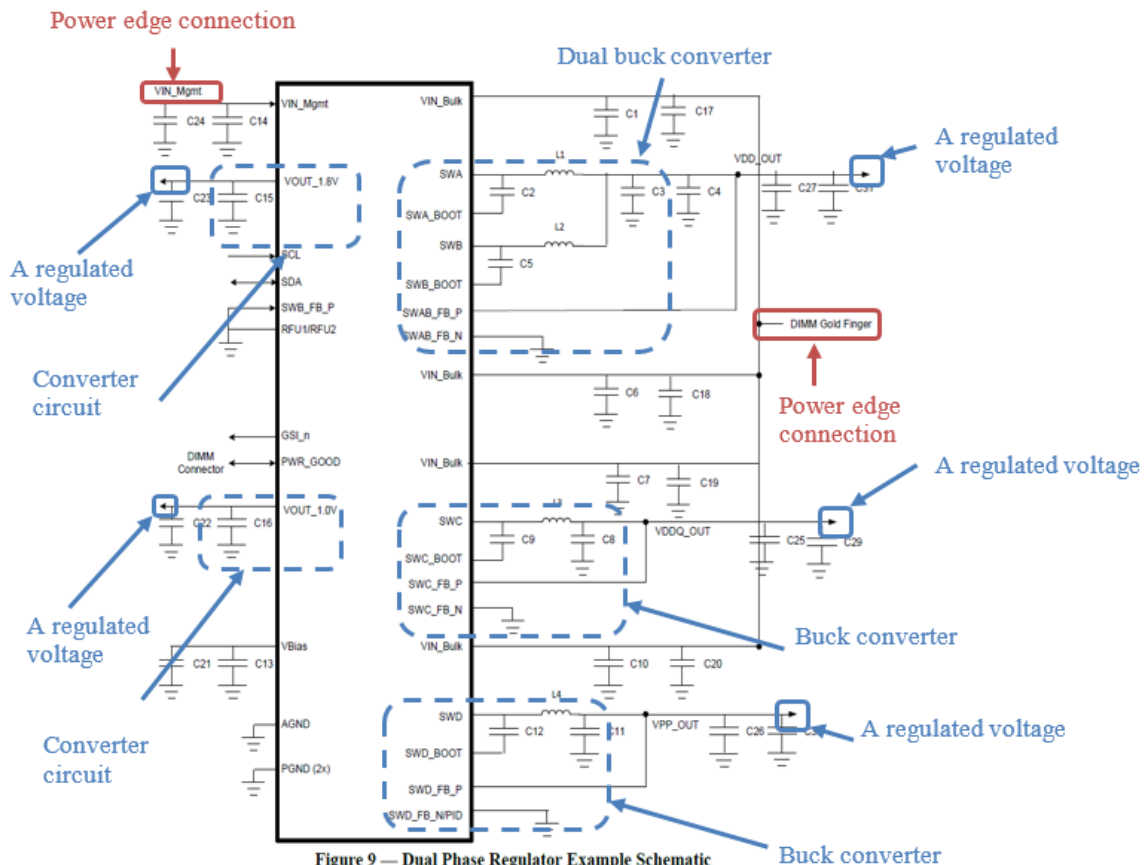 Power edge connection
Dual buck converter
VIN_Mgmt
VIN_Mgmt
C24
C14
VIN_Bulk
C1
C17
A regulated
voltage
VOUT_1.8V
C23
C15
SWA
L1
VDD_OUT
C2
C3
C4
C27
C31
SWA_BOOT
L2
SWB
C5
SWB_BOOT
A regulated
voltage
SCL
SDA
SWB_FB_P
RFU1/RFU2
SWAB_FB_P
SWAB_FB_N
DIMM Gold Finger
Converter
circuit
VIN_Bulk
C6
C18
Power edge
connection
GSI_n
DIMM
Connector
PWR_GOOD
VIN_Bulk
C7
C19
A regulated voltage
VOUT_1.0V
C22
C16
SWC
L3
VDDQ_OUT
C9
C8
C25
C29
SWC_BOOT
SWC_FB_P
SWC_FB_N
A regulated
voltage
Buck converter
VBias
C21
C13
VIN_Bulk
C10
C20
AGND
SWD
L4
VPP_OUT
C12
C11
C26
A regulated voltage
SWD_BOOT
Converter
circuit
PGND (2x)
SWD_FB_P
SWD_FB_N/PID
Buck converter
Figure 9 — Dual Phase Regulator Example Schematic